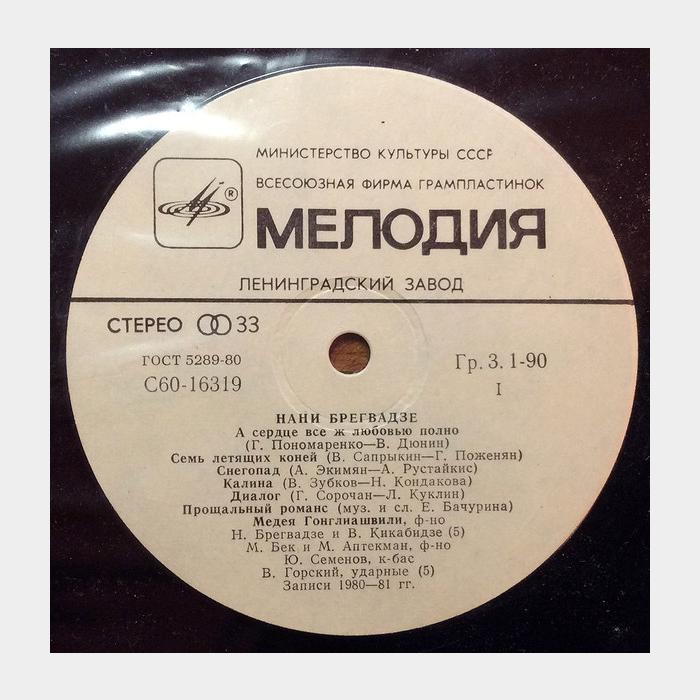 МИНИСТЕРСТВО КУЛЬТУРЫ СССР
®
ВСЕСОЮЗНАЯ ФИРМА ГРАМПЛАСТИНОК
МЕЛОДИЯ
ЛЕНИНГРАДСКИЙ ЗАВОД
СТЕРЕО 33
ГОСТ 5289-80
Гр. 3. 1-90
С60-16319
I
НАНИ БРЕГВАДЗЕ
А сердце все ж любовью полно
(Г. Пономаренко—В. Дюнин)
Семь летящих коней (В. Сапрыкин—Г. Поженян)
Снегопад (А. Экимян—А. Рустайкис)
Калина (В. Зубков—Н. Кондакова)
Диалог (Г. Сорочан—Л. Куклин)
Прощальный романс (муз. и сл. Е. Бачурина)
Медея Гонглиашвили, ф-но
Н. Брегвадзе и В. Кикабидзе (5)
М. Бек и М. Аптекман, ф-но
Ю. Семенов, к-бас
В. Горский, ударные (5)
Записи 1980—81 гг.